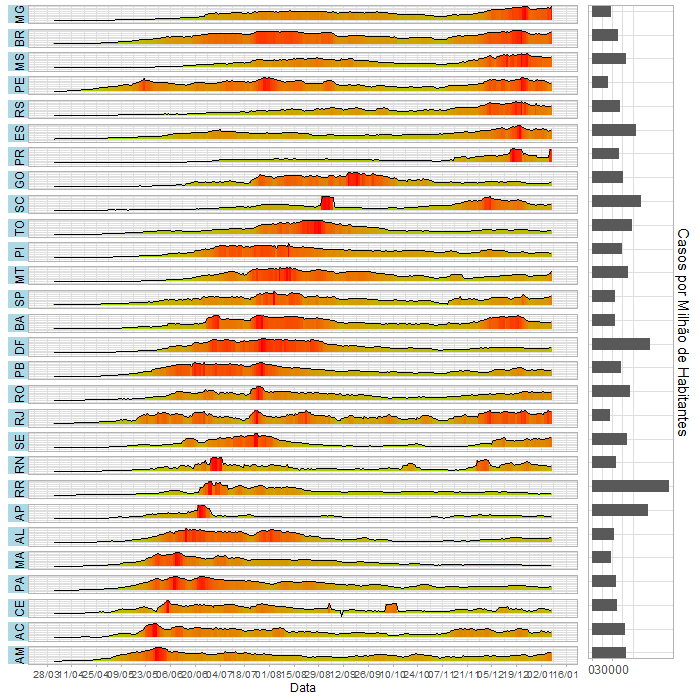 MG
BR
MS
PE
RS
ES
PR
GO
SC
TO
PI
MT
SP
BA
DF
PB
RO
RJ
SE
RN
RR
AP
AL
MA
PA
CE
AC
AM
28/03 11/04 25/04 09/05 23/05 06/06 20/06 04/07 18/07 01/08 15/08 29/08 12/09 26/09 10/10 24/10 07/11 21/11 05/12 19/12 02/01 16/01
Data
030000
Casos por Milhão de Habitantes